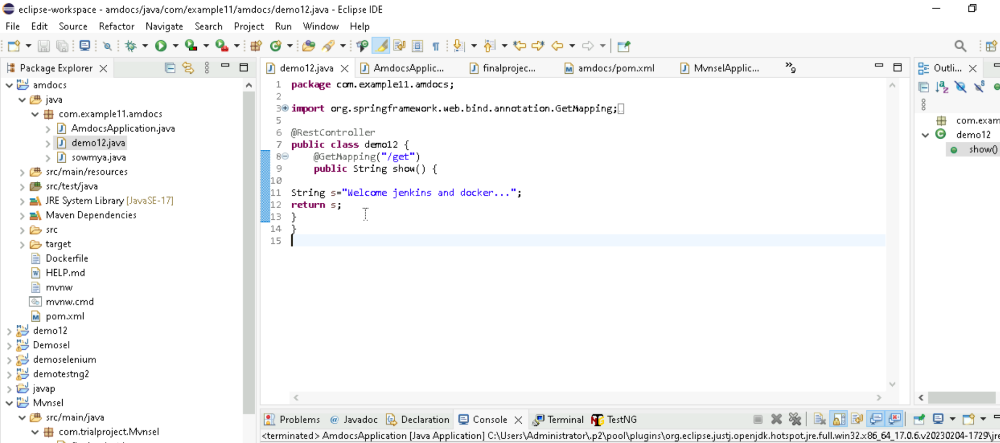 eclipse-workspace - amdocs/java/com/example11/amdocs/demo12.java - Eclipse IDE
File Edit Source Refactor Navigate Search Project Run Window Help
Package Explorer
amdocs
java
com.example11.amdocs
AmdocsApplication.java
demo12.java
sowmya.java
src/main/resources
src/test/java
JRE System Library [JavaSE-17]
Maven Dependencies
src
target
Dockerfile
HELP.md
mvnw
mvnw.cmd
pom.xml
demo12
Demosel
demoselenium
demotestng2
javap
Mvnsel
src/main/java
com.trialproject.Mvnsel
demo12.java AmdocsApplic... finalprojec... amdocs/pom.xml MvnselApplic... »9
1 package com.example11.amdocs;
2
3 import org.springframework.web.bind.annotation.GetMapping;
5
6 @RestController
7 public class demo12 {
8 @GetMapping("/get")
9 public String show() {
10
11 String s="Welcome jenkins and docker...";
12 return s;
13 }
14 }
15
Outli...
com.exam
demo12
show()
Problems @ Javadoc Declaration Console Terminal TestNG
<terminated> AmdocsApplication [Java Application] C:\Users\Administrator\.p2\pool\plugins\org.eclipse.justj.openjdk.hotspot.jre.full.win32.x86_64_17.0.6.v20230204-1729\jre